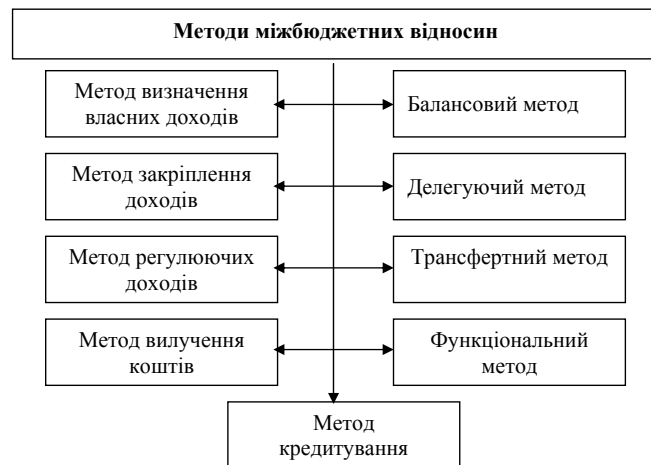 Методи міжбюджетних відносин
Метод визначення
власних доходів
Балансовий метод
Метод закріплення
доходів
Делегуючий метод
Метод регулюючих
доходів
Трансфертний метод
Метод вилучення
коштів
Функціональний
метод
Метод
кредитування